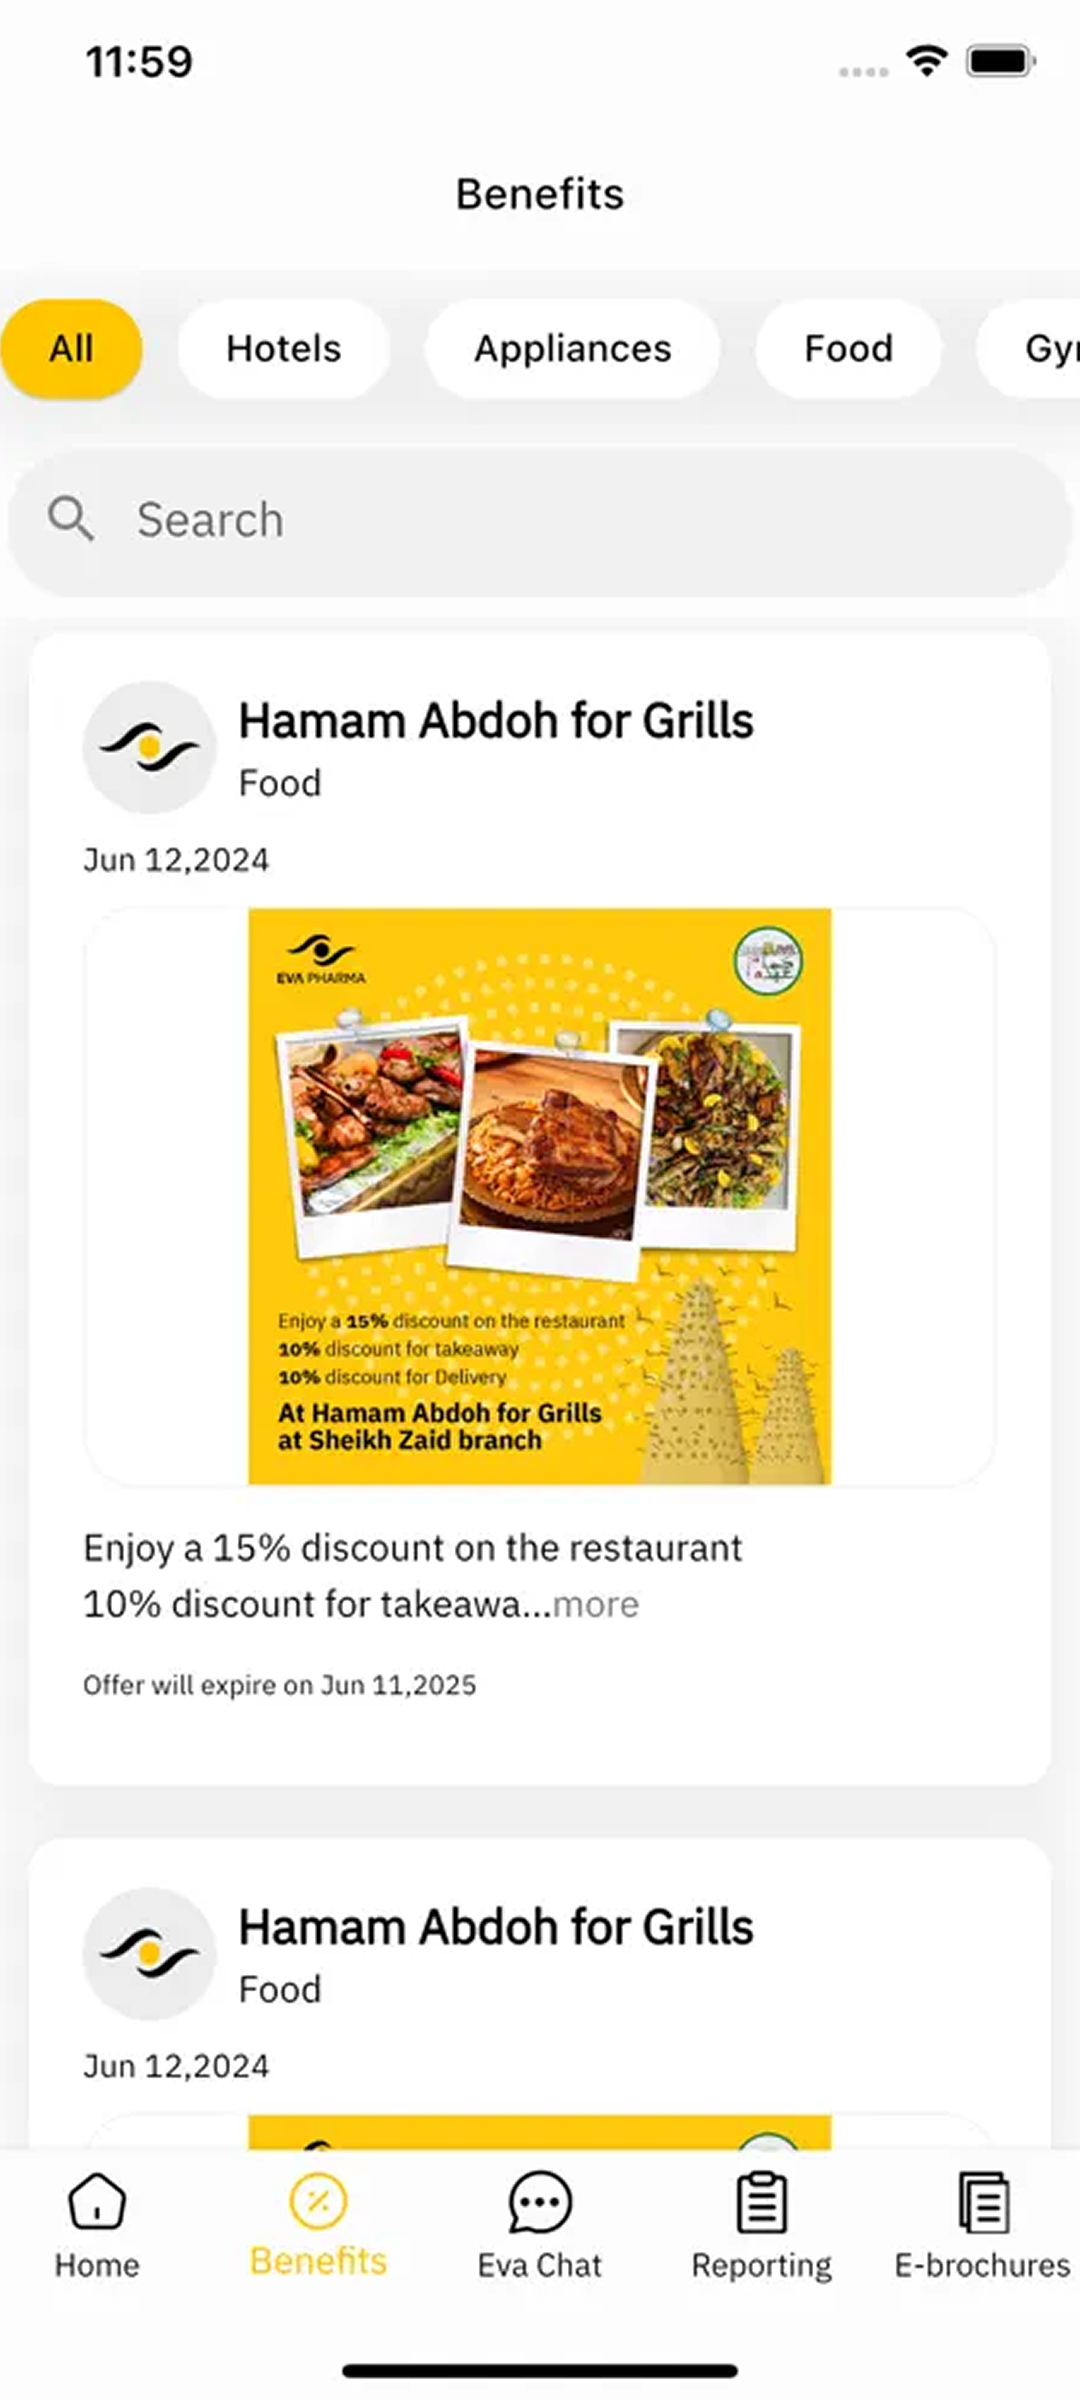 11:59
Benefits
All
Hotels
Appliances
Food
Gy
Search
Hamam Abdoh for Grills
Food
Jun 12,2024
EVA PHARMA
Enjoy a 15% discount on the restaurant
10% discount for takeaway
10% discount for Delivery
At Hamam Abdoh for Grills
at Sheikh Zaid branch
Enjoy a 15% discount on the restaurant
10% discount for takeawa...more
Offer will expire on Jun 11,2025
Hamam Abdoh for Grills
Food
Jun 12,2024
Home
Benefits
Eva Chat
Reporting
E-brochures